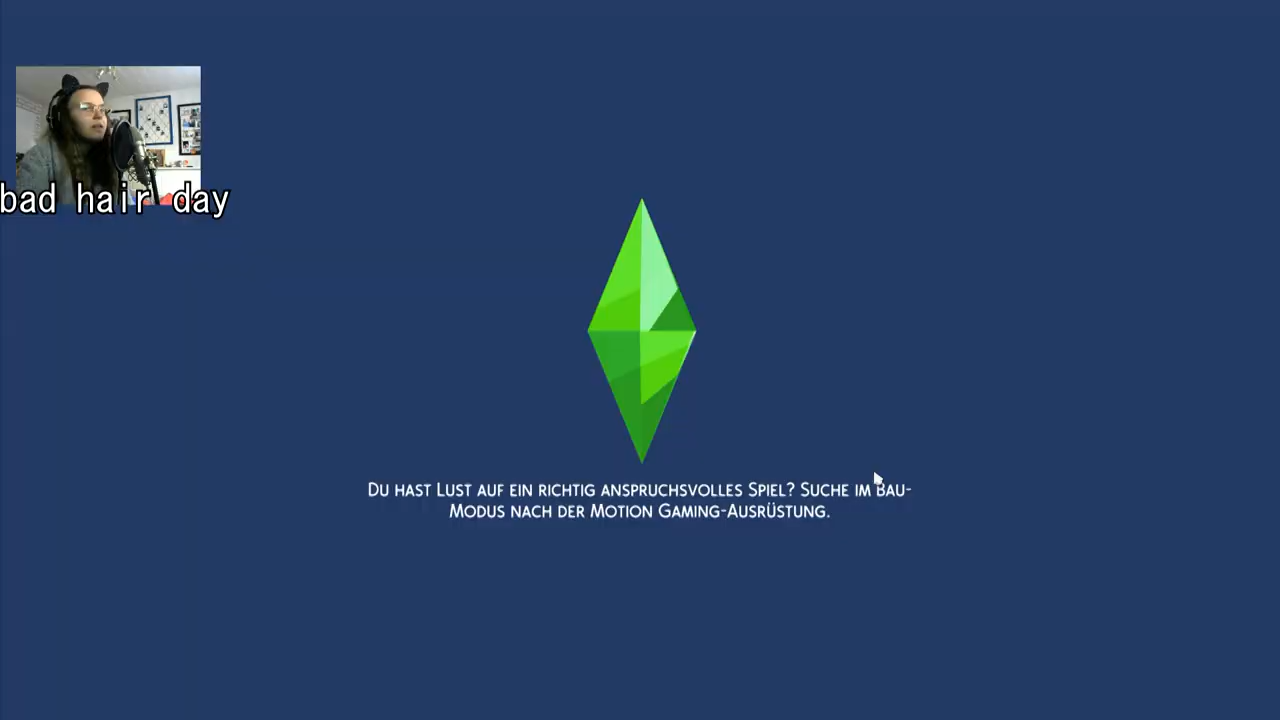 bad hair day
Du hast Lust auf ein richtig anspruchsvolles Spiel? Suche im Bau-
Modus nach der Motion Gaming-Ausrüstung.